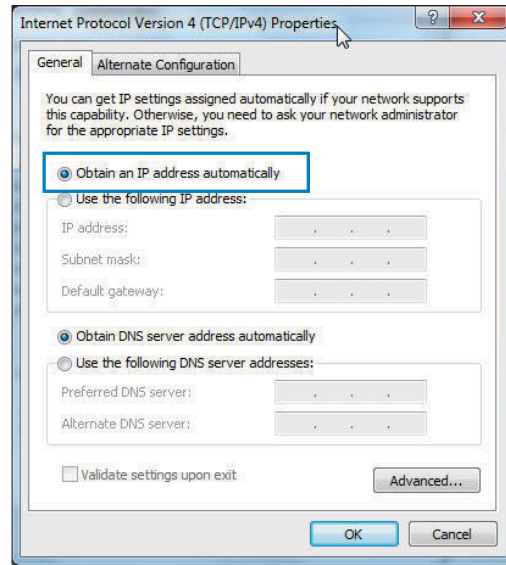 Internet Protocol Version 4 (TCP/IPv4) Properties
General
Alternate Configuration
You can get IP settings assigned automatically if your network supports
this capability. Otherwise, you need to ask your network administrator
for the appropriate IP settings.
Obtain an IP address automatically
Use the following IP address:
IP address:
Subnet mask:
Default gateway:
Obtain DNS server address automatically
Use the following DNS server addresses:
Preferred DNS server:
Alternate DNS server:
Validate settings upon exit
Advanced...
OK
Cancel